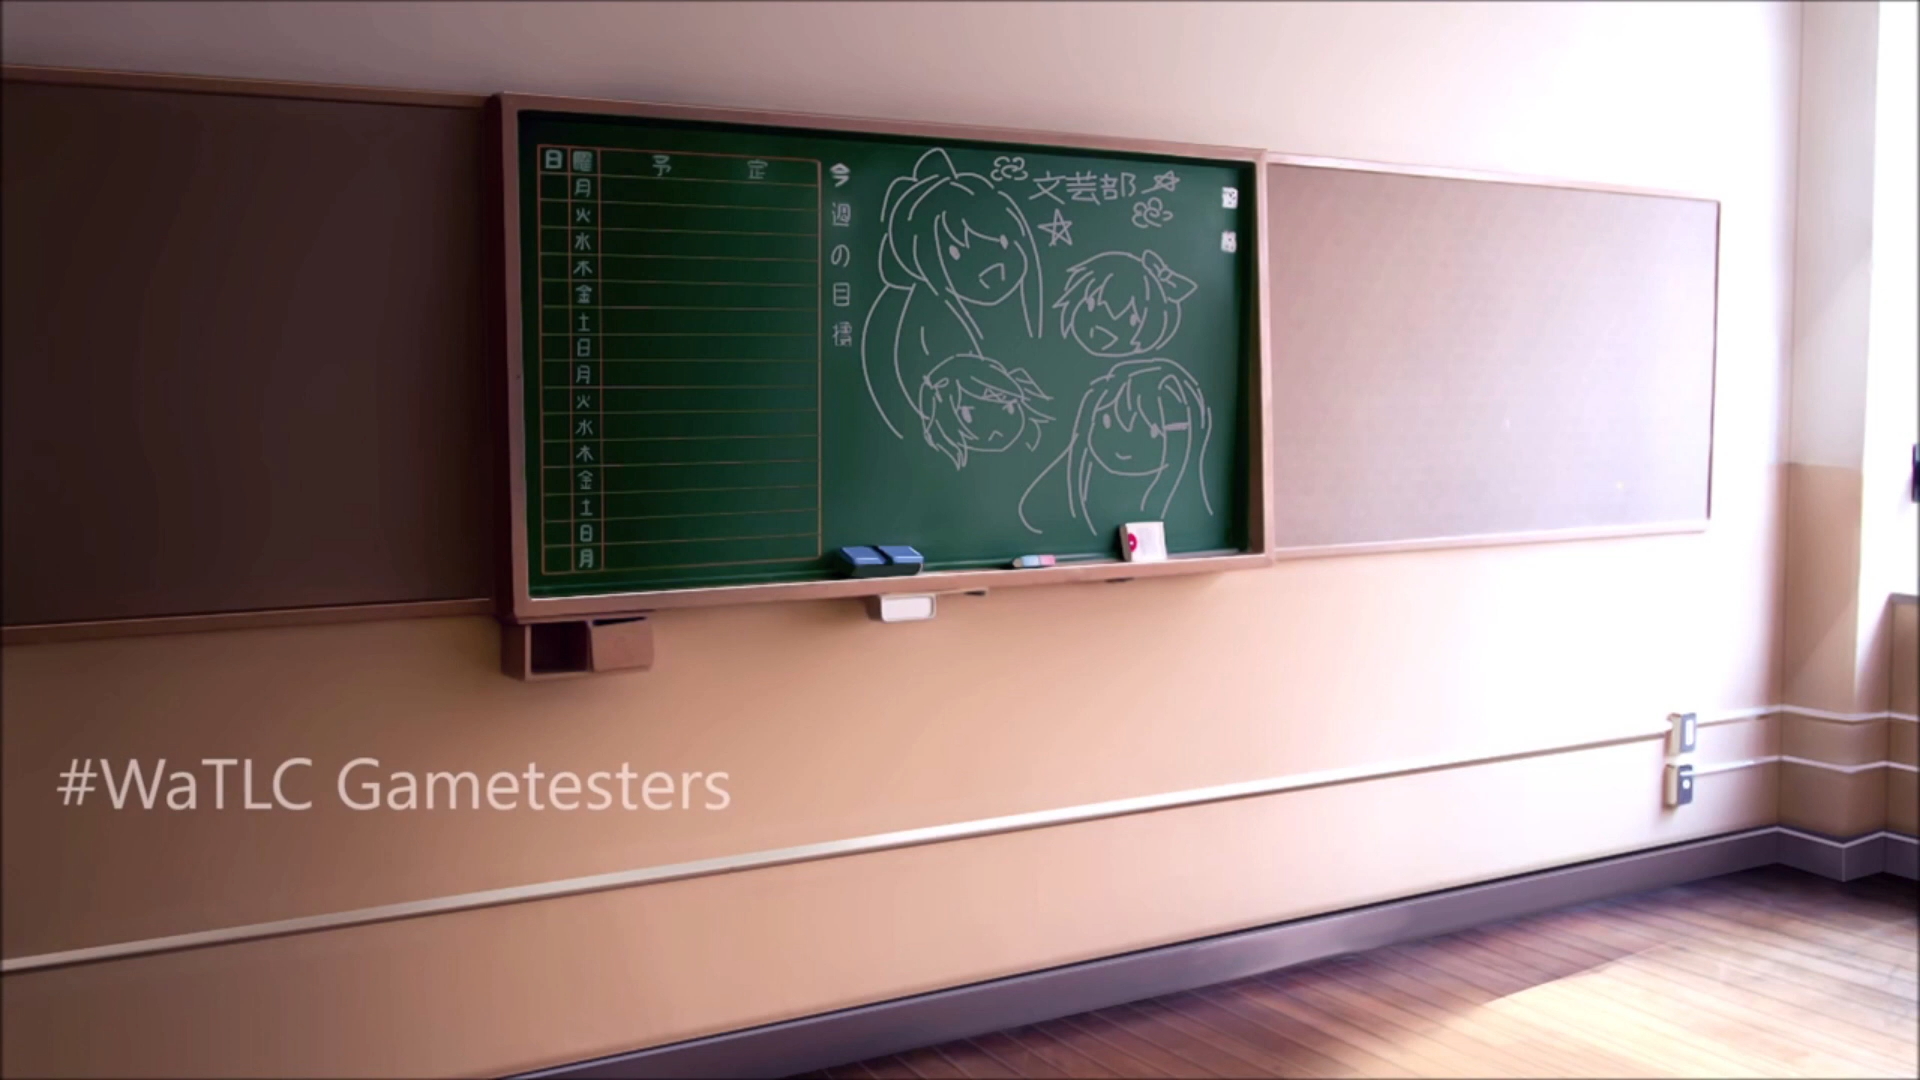 日 曜 予 定
月
火
水
木
金
土
日
月
火
水
木
金
土
日
月
今週の目標
文芸部
#WaTLC Gametesters